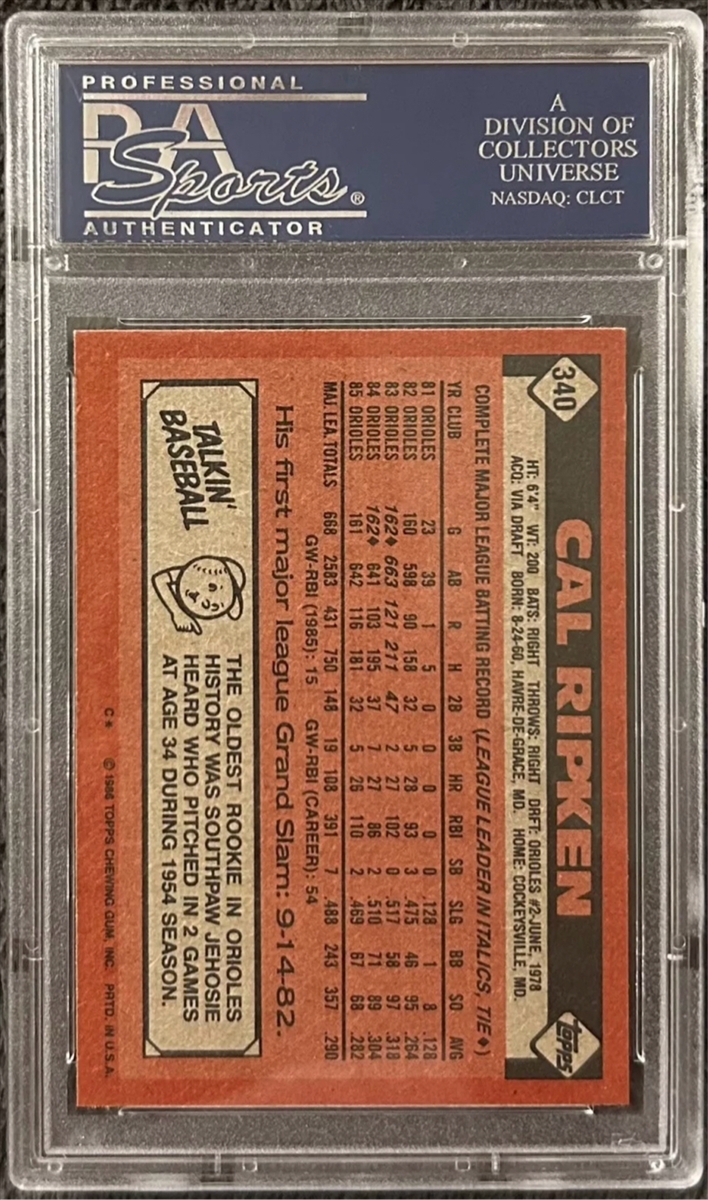 PROFESSIONAL
PSA
Sports®
AUTHENTICATOR
A
DIVISION OF
COLLECTORS
UNIVERSE
NASDAQ: CLCT
340
CAL RIPKEN
topps
HT: 6'4" WT: 200 BATS: RIGHT THROWS: RIGHT DRFT: ORIOLES #2-JUNE, 1978
ACQ: VIA DRAFT BORN: 8-24-60, HAVRE-DE-GRACE, MD. HOME: COCKEYSVILLE, MD.
COMPLETE MAJOR LEAGUE BATTING RECORD (LEAGUE LEADER IN ITALICS, TIE♦)
YR CLUB G AB R H 2B 3B HR RBI SB SLG BB SO AVG
81 ORIOLES 23 39 1 5 0 0 0 0 0 .128 1 8 .128
82 ORIOLES 160 598 90 158 32 5 28 93 3 .475 46 95 .264
83 ORIOLES 162♦ 663 121 211 47 2 27 102 0 .517 58 97 .318
84 ORIOLES 162♦ 641 103 195 37 7 27 86 2 .510 71 89 .304
85 ORIOLES 161 642 116 181 32 5 26 110 2 .469 67 68 .282
MAJ. LEA. TOTALS 668 2583 431 750 148 19 108 391 7 .488 243 357 .290
GW-RBI (1985): 15 GW-RBI (CAREER): 54
His first major league Grand Slam: 9-14-82.
TALKIN'
BASEBALL
THE OLDEST ROOKIE IN ORIOLES
HISTORY WAS SOUTHPAW JEHOSIE
HEARD WHO PITCHED IN 2 GAMES
AT AGE 34 DURING 1954 SEASON.
C* © 1986 TOPPS CHEWING GUM, INC. PRTD. IN U.S.A.